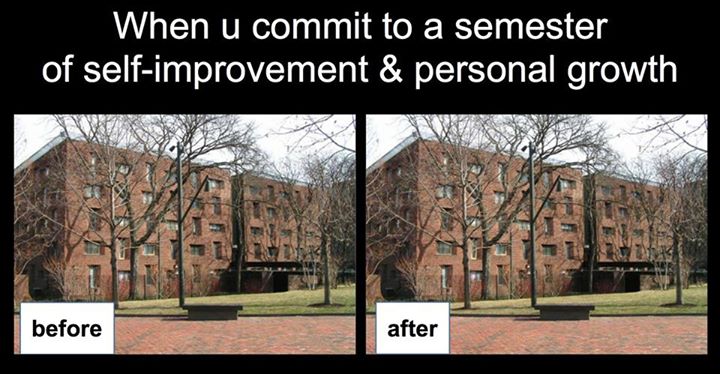 When u commit to a semester
of self-improvement & personal growth
before
after